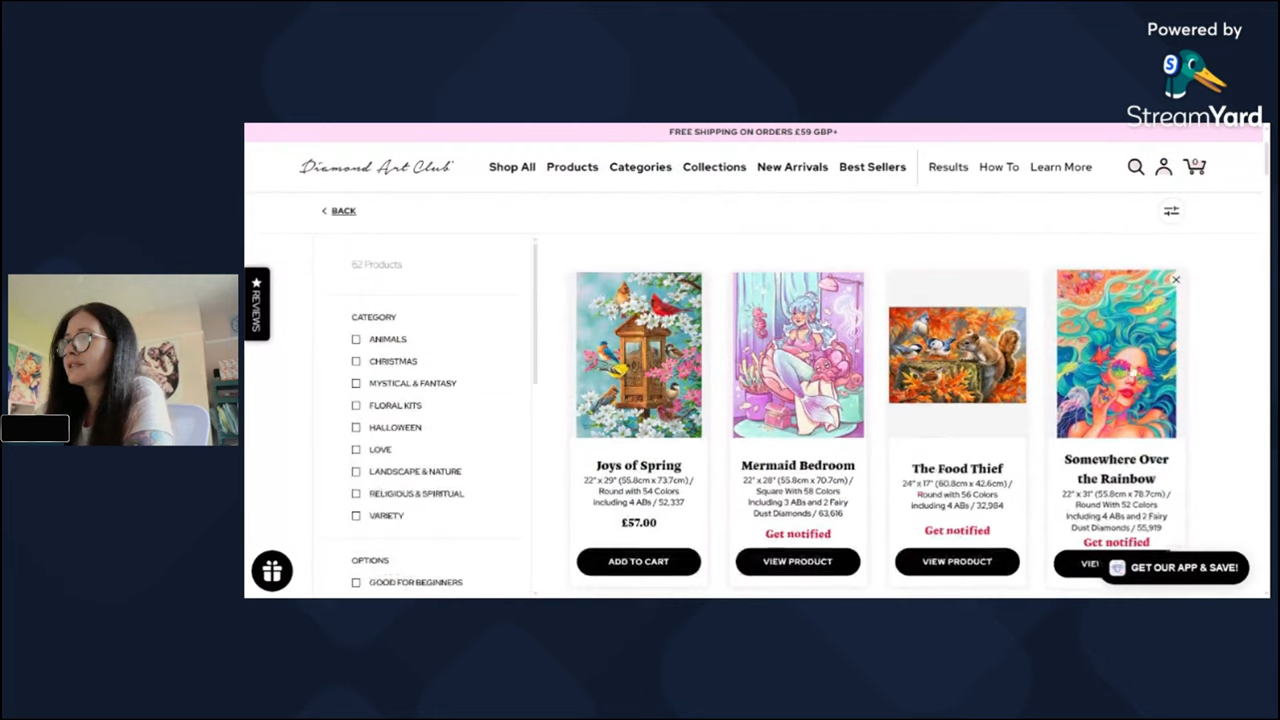 Powered by
S
StreamYard
FREE SHIPPING ON ORDERS £59 GBP+
Diamond Art Club
Shop All Products Categories Collections New Arrivals Best Sellers Results How To Learn More
0
BACK
62 Products
★ REVIEWS
CATEGORY
ANIMALS
CHRISTMAS
MYSTICAL & FANTASY
FLORAL KITS
HALLOWEEN
LOVE
LANDSCAPE & NATURE
RELIGIOUS & SPIRITUAL
VARIETY
OPTIONS
GOOD FOR BEGINNERS
Joys of Spring
22" x 29" (55.8cm x 73.7cm) /
Round with 54 Colors
including 4 ABs / 52,337
£57.00
ADD TO CART
Mermaid Bedroom
22" x 28" (55.8cm x 70.7cm) /
Square With 58 Colors
Including 3 ABs and 2 Fairy
Dust Diamonds / 63,616
Get notified
VIEW PRODUCT
The Food Thief
24" x 17" (60.8cm x 42.6cm) /
Round with 56 Colors
including 4 ABs / 32,984
Get notified
VIEW PRODUCT
Somewhere Over
the Rainbow
22" x 31" (55.8cm x 78.7cm) /
Round With 52 Colors
Including 4 ABs and 2 Fairy
Dust Diamonds / 55,919
Get notified
VIE
GET OUR APP & SAVE!